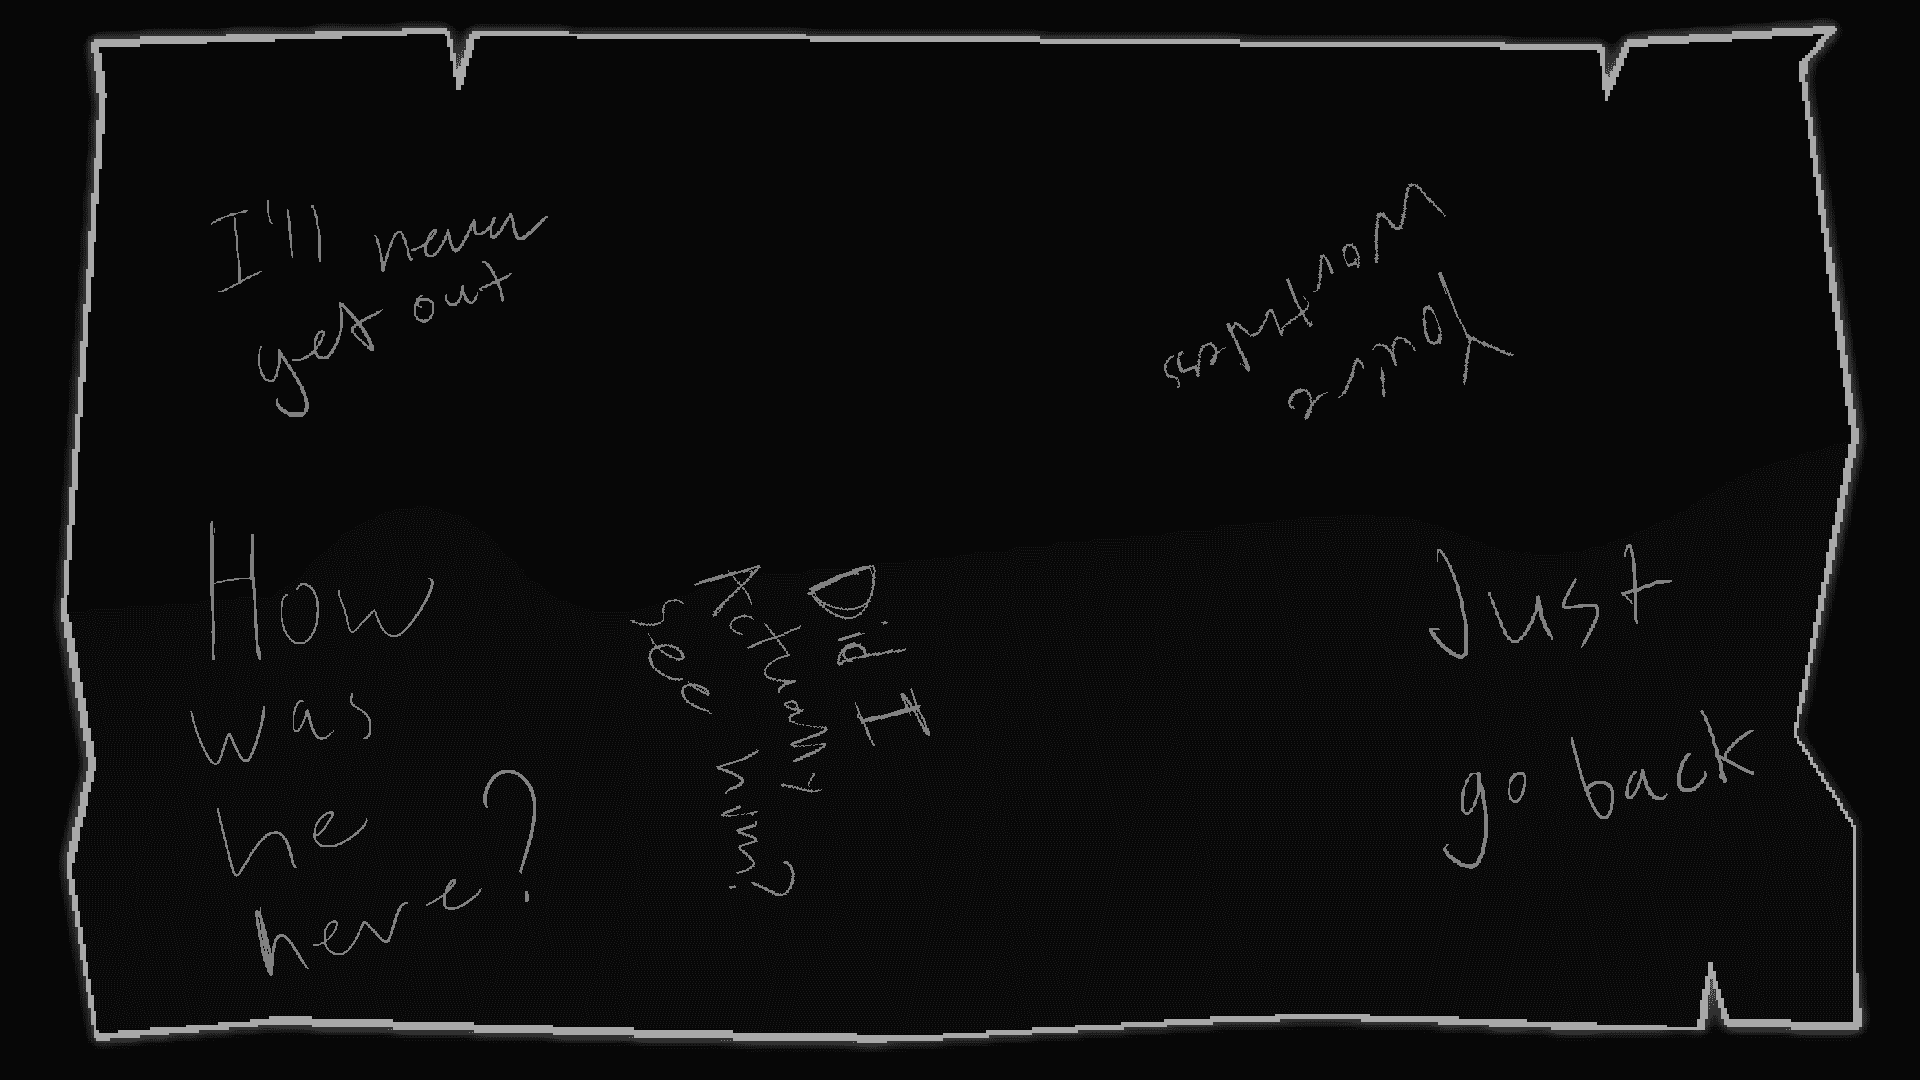 I'll never
get out
You're
Worthless
How
was
he
here?
Did I
Actually
see him?
Just
go back